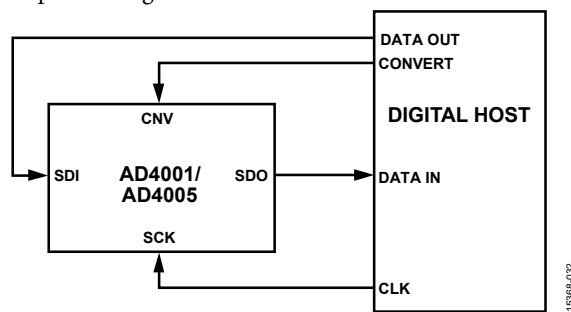 DATA OUT
CONVERT
DIGITAL HOST
CNV
SDI
AD4001/
AD4005
SDO
DATA IN
SCK
CLK
15368-032